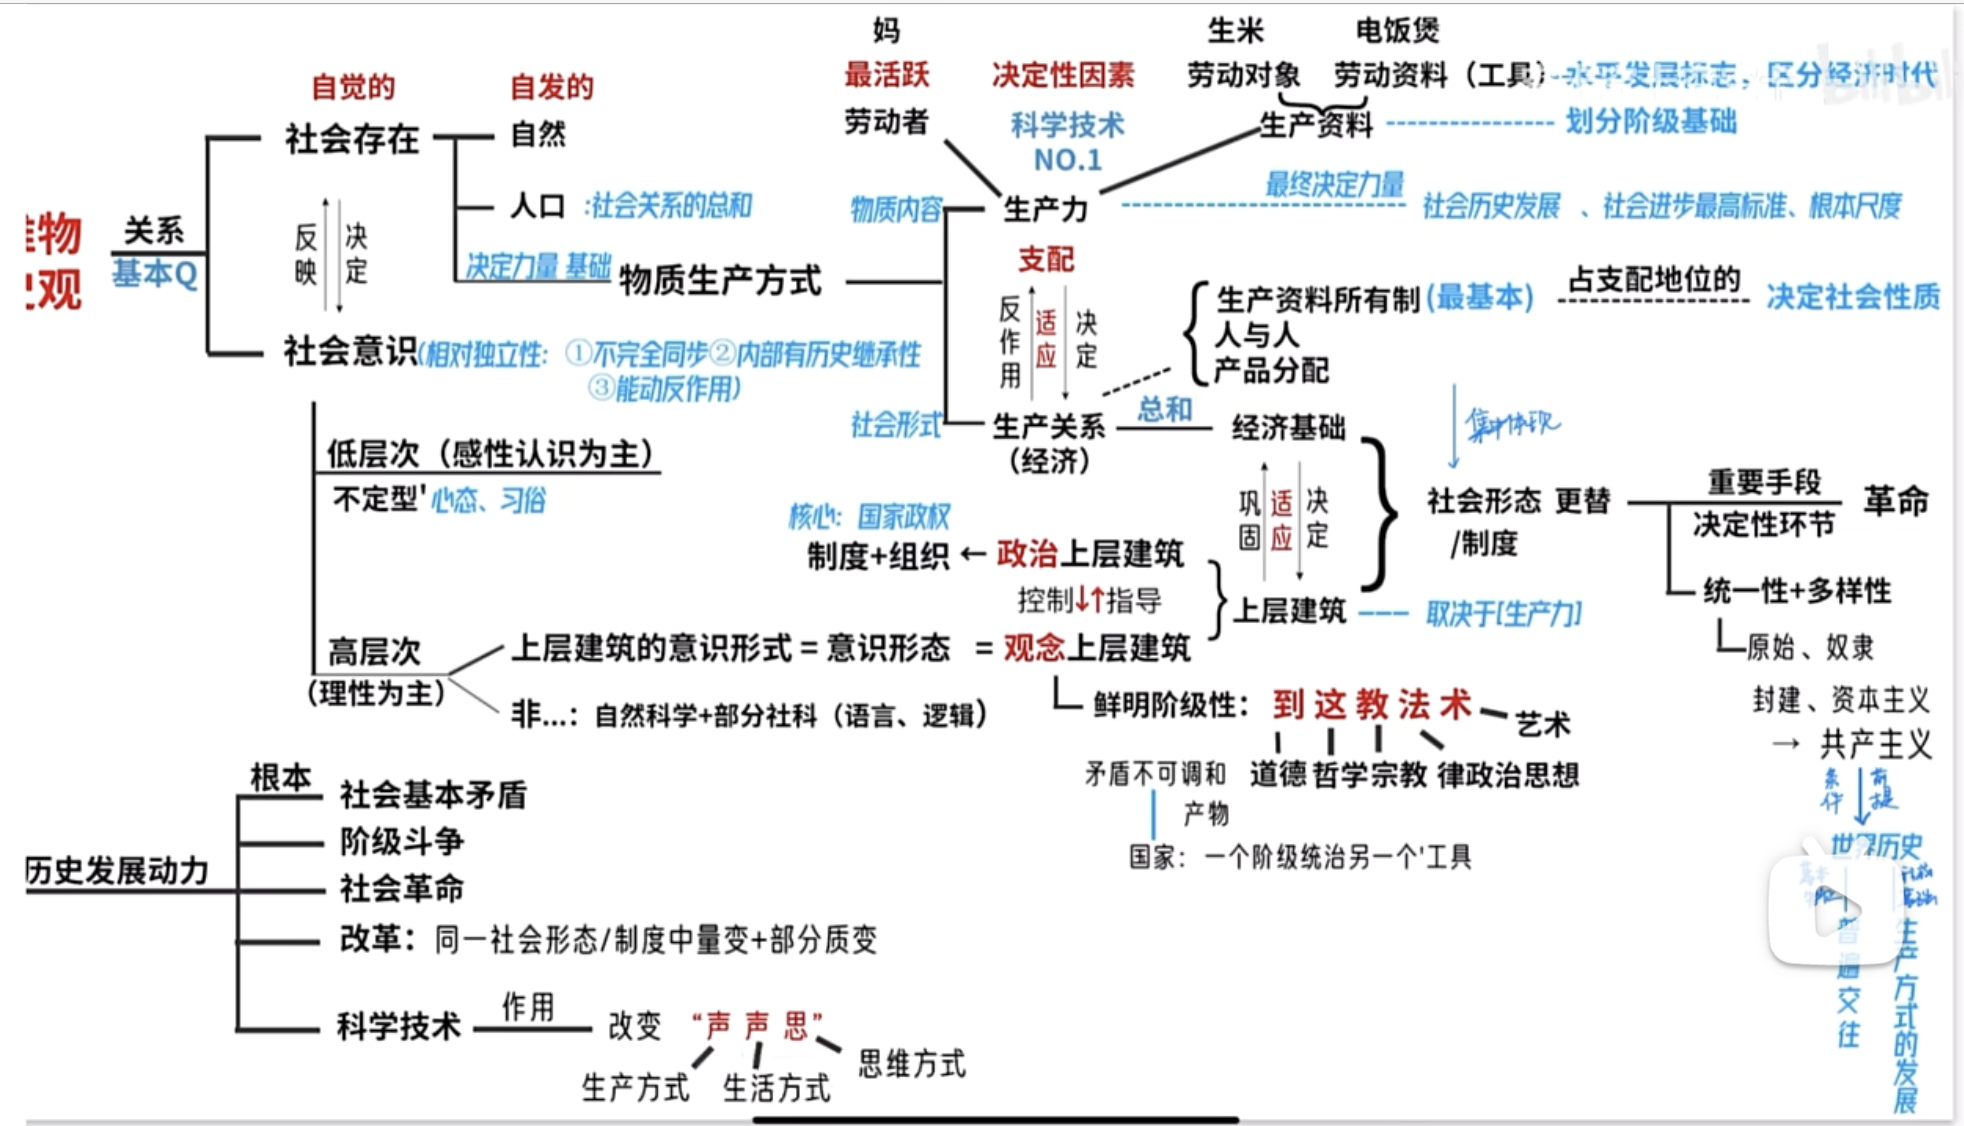 妈 生米 电饭煲
自觉的 自发的 最活跃 决定性因素 劳动对象 劳动资料（工具） 水平发展标志、区分经济时代
社会存在 自然 劳动者 科学技术 生产资料 划分阶级基础
NO.1
最终决定力量
人口 :社会关系的总和 物质内容 生产力 社会历史发展 、社会进步最高标准、根本尺度
物
观
关系
基本Q
反映 决定
支配
决定力量 基础 物质生产方式
反作用 适应 决定
生产资料所有制(最基本) 占支配地位的 决定社会性质
人与人
产品分配
社会意识(相对独立性: ①不完全同步②内部有历史继承性
③能动反作用)
社会形式 生产关系 总和 经济基础
(经济)
集中体现
低层次（感性认识为主）
不定型' 心态、习俗
核心: 国家政权
制度+组织 ← 政治上层建筑
控制↓↑指导
巩固 适应 决定
社会形态 更替 重要手段 革命
/制度 决定性环节
上层建筑 取决于[生产力]
统一性+多样性
原始、奴隶
封建、资本主义
→ 共产主义
高层次 上层建筑的意识形式 = 意识形态 = 观念上层建筑
(理性为主)
非...: 自然科学+部分社科（语言、逻辑）
鲜明阶级性: 到 这 教 法 术 艺术
道德 哲学 宗教 律政治思想
矛盾不可调和
产物
国家: 一个阶级统治另一个'工具
条件 前提
世界历史
普遍交往
生产方式的发展
历史发展动力
根本 社会基本矛盾
阶级斗争
社会革命
改革: 同一社会形态/制度中量变+部分质变
科学技术 作用 改变 “声 声 思”
生产方式 生活方式 思维方式